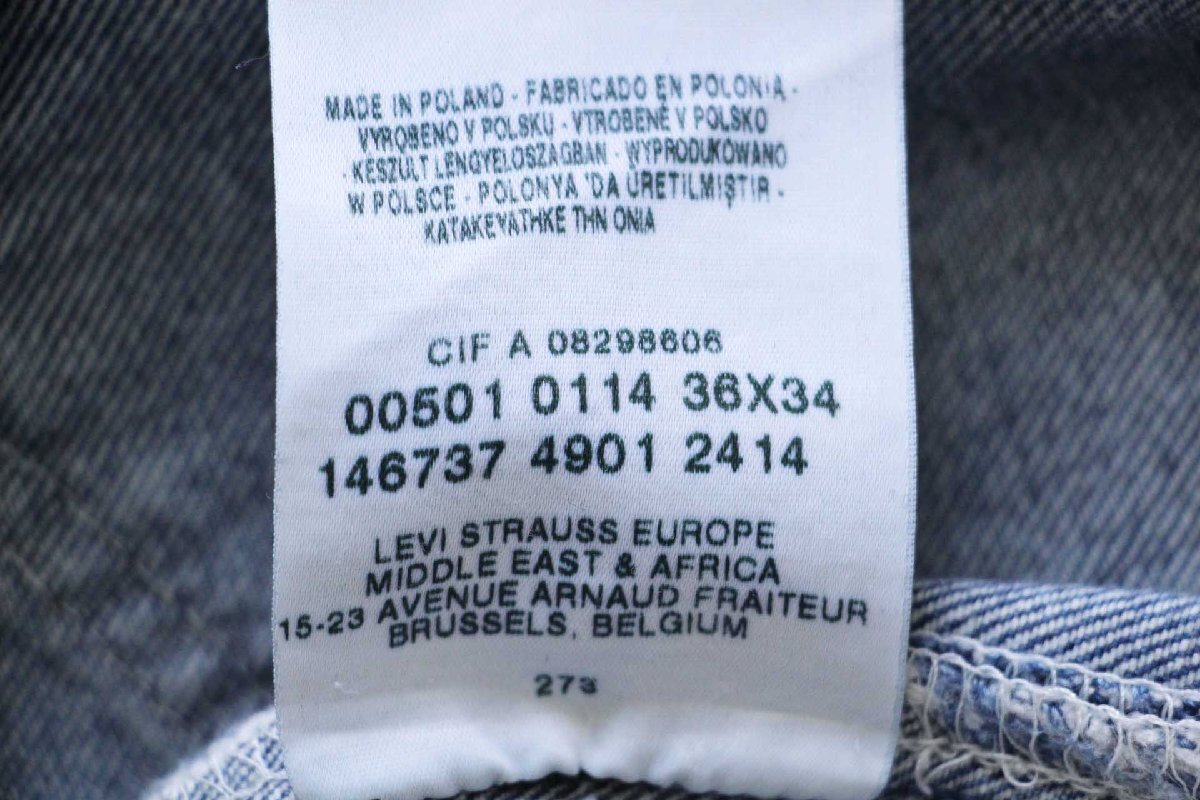 MADE IN POLAND - FABRICADO EN POLONIA -
VYROBENO V POLSKU - VTROBENÉ V POLSKO
- KESZULT LENGYELOSZAGBAN - WYPRODUKOWANO
W POLSCE - POLONYA 'DA ÜRETILMIŞTIR -
KATAKEYATHKE THN ONIA
CIF A 08298606
00501 0114 36X34
146737 4901 2414
LEVI STRAUSS EUROPE
MIDDLE EAST & AFRICA
15-23 AVENUE ARNAUD FRAITEUR
BRUSSELS, BELGIUM